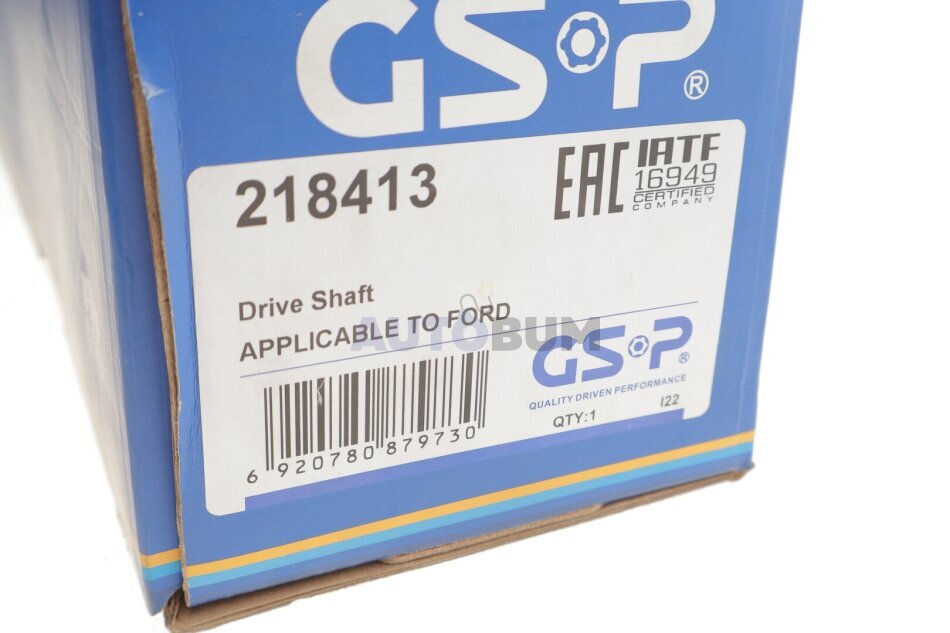 GSP®
218413
EAC
IATF
16949
CERTIFIED
COMPANY
Drive Shaft
APPLICABLE TO FORD
AUTOBUM
GSP®
QUALITY DRIVEN PERFORMANCE
QTY:1 I22
6 920780 879730